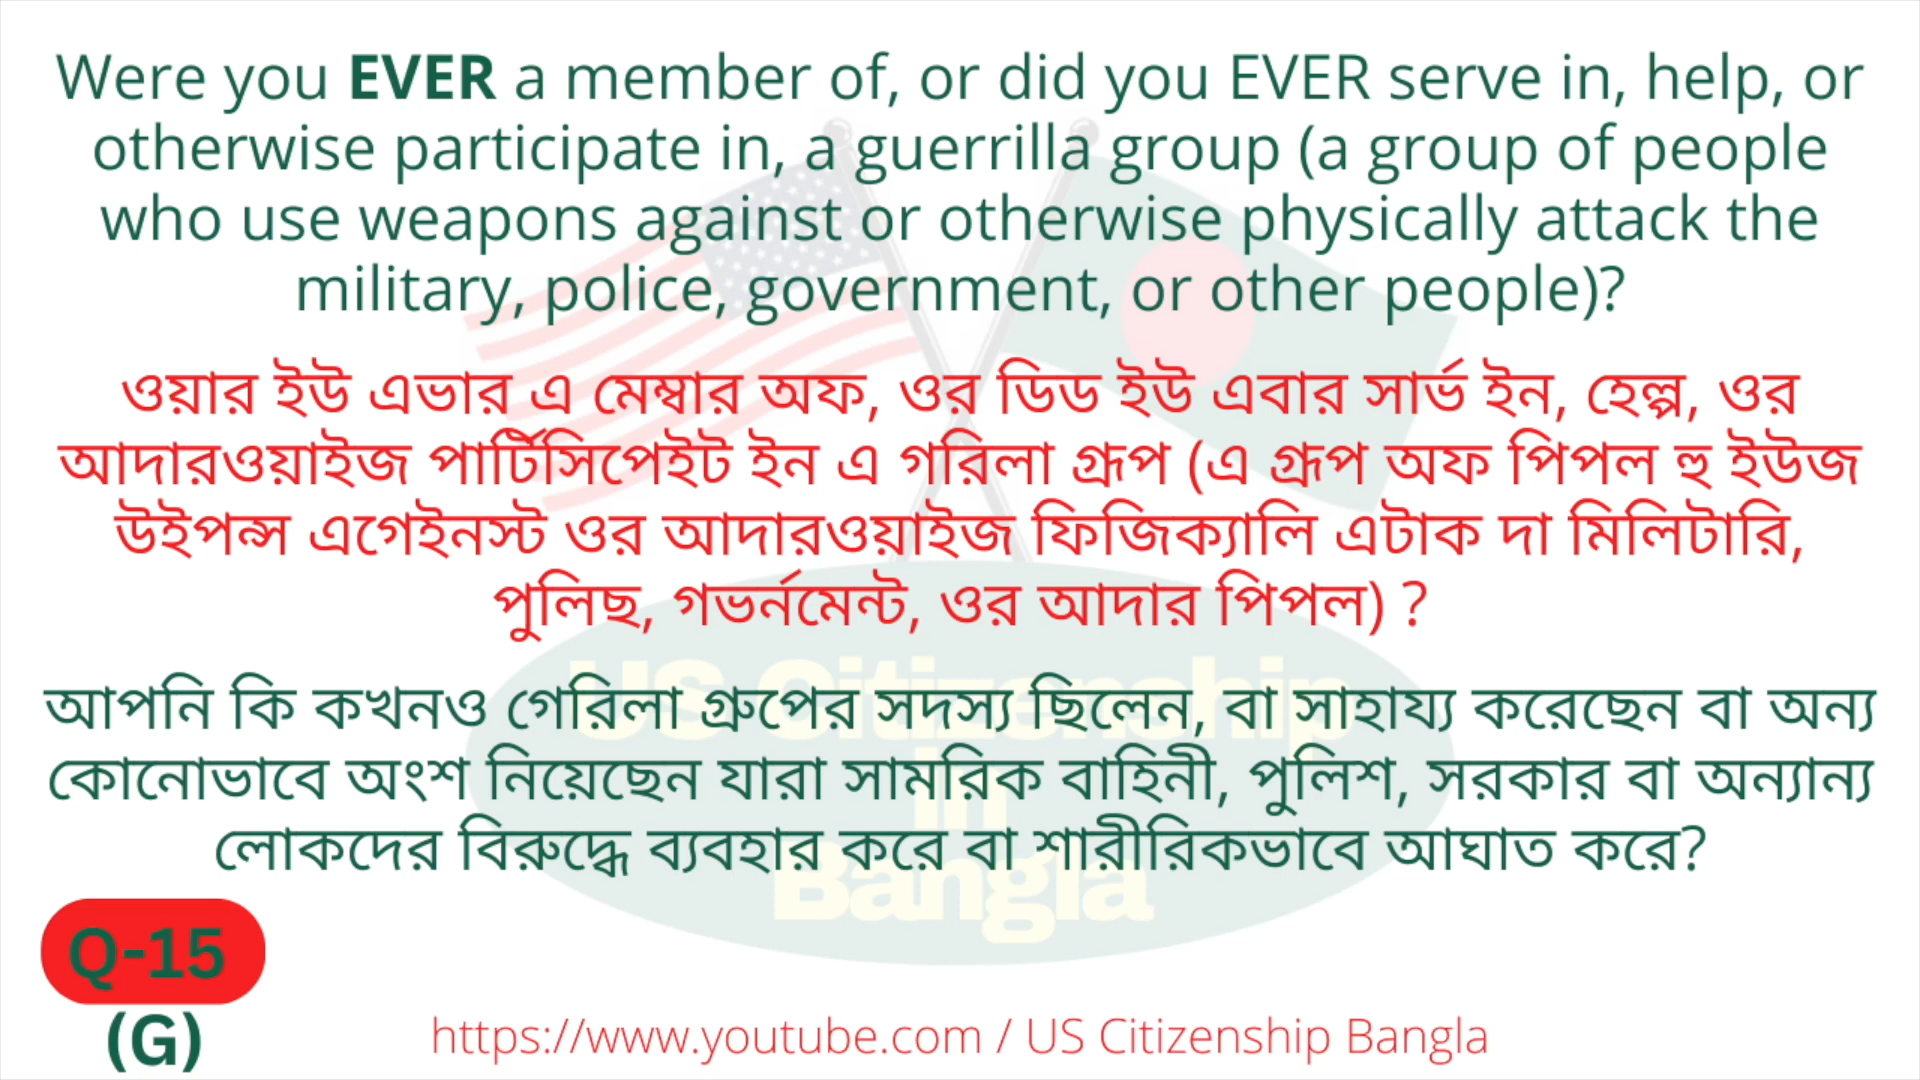 Were you EVER a member of, or did you EVER serve in, help, or
otherwise participate in, a guerrilla group (a group of people
who use weapons against or otherwise physically attack the
military, police, government, or other people)?
ওয়ার ইউ এভার এ মেম্বার অফ, ওর ডিড ইউ এবার সার্ভ ইন, হেল্প, ওর
আদারওয়াইজ পার্টিসিপেইট ইন এ গরিলা গ্রূপ (এ গ্রূপ অফ পিপল হু ইউজ
উইপন্স এগেইনস্ট ওর আদারওয়াইজ ফিজিক্যালি এটাক দা মিলিটারি,
পুলিছ, গভর্নমেন্ট, ওর আদার পিপল) ?
আপনি কি কখনও গেরিলা গ্রুপের সদস্য ছিলেন, বা সাহায্য করেছেন বা অন্য
কোনোভাবে অংশ নিয়েছেন যারা সামরিক বাহিনী, পুলিশ, সরকার বা অন্যান্য
লোকদের বিরুদ্ধে ব্যবহার করে বা শারীরিকভাবে আঘাত করে?
US Citizenship
in
Bangla
Q-15
(G)
https://www.youtube.com / US Citizenship Bangla